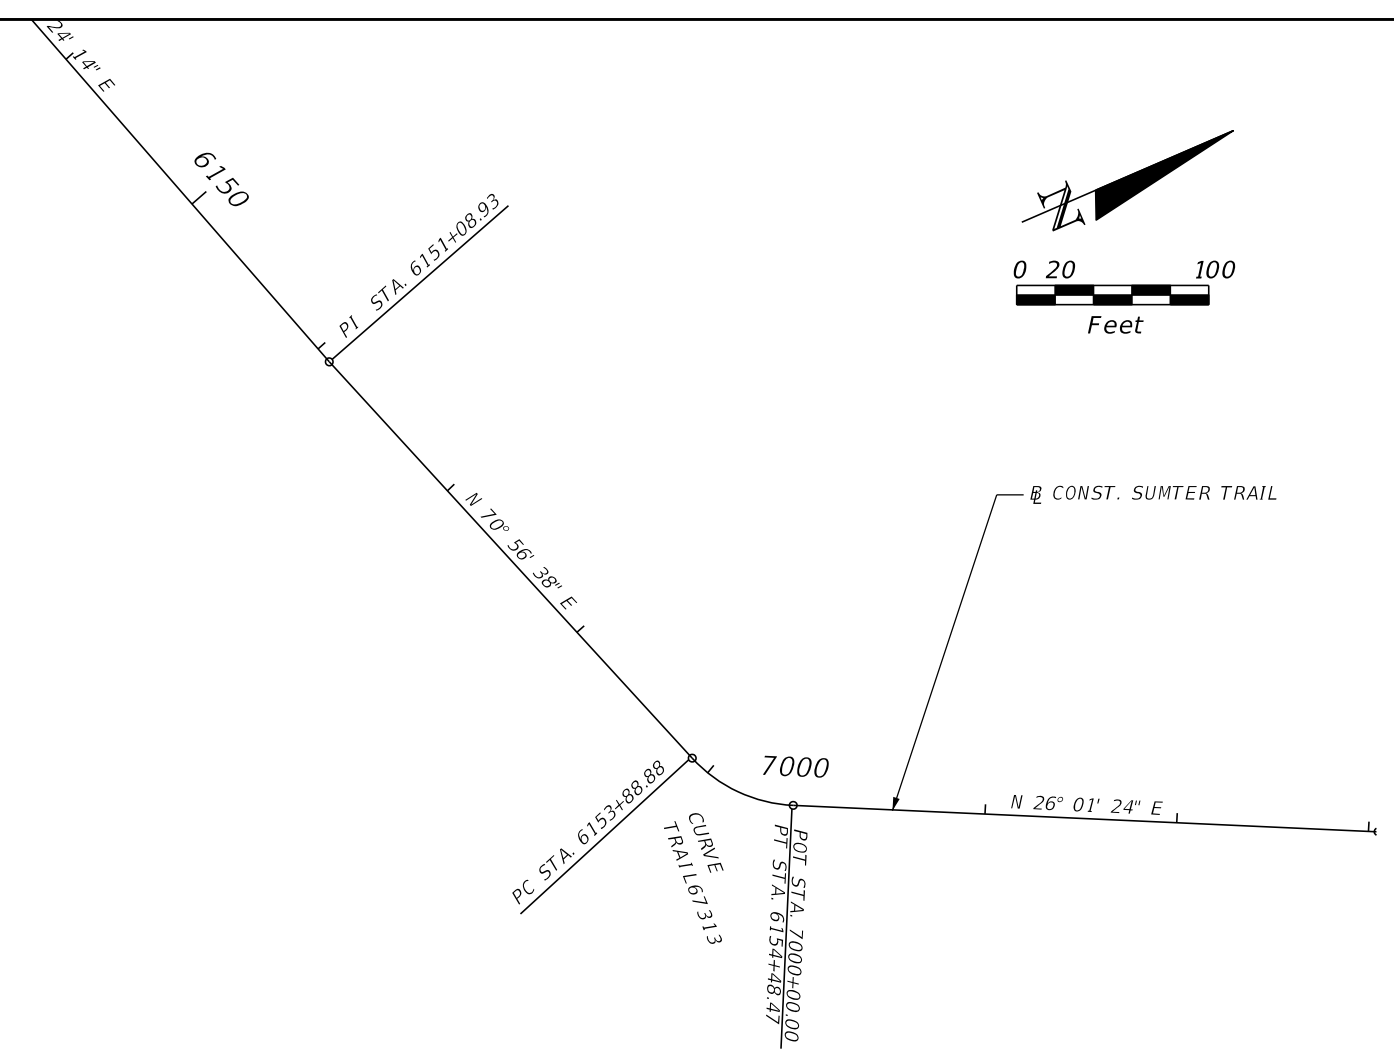 24' 14" E
6150
PI STA. 6151+08.93
N
0 20 100
Feet
N 70° 56' 38" E
BL CONST. SUMTER TRAIL
PC STA. 6153+88.88
CURVE
TRAIL67313
7000
POT STA. 7000+00.00
PT STA. 6154+48.47
N 26° 01' 24" E